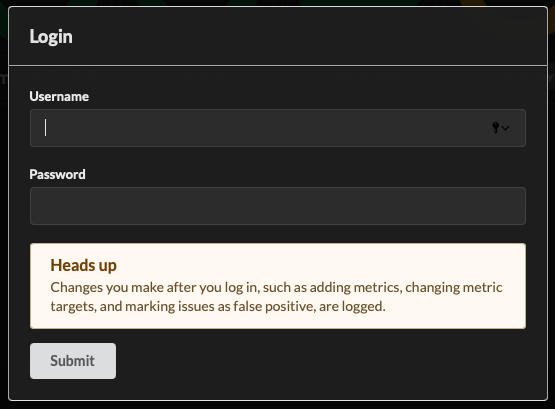 Login
Username
Password
Heads up
Changes you make after you log in, such as adding metrics, changing metric
targets, and marking issues as false positive, are logged.
Submit